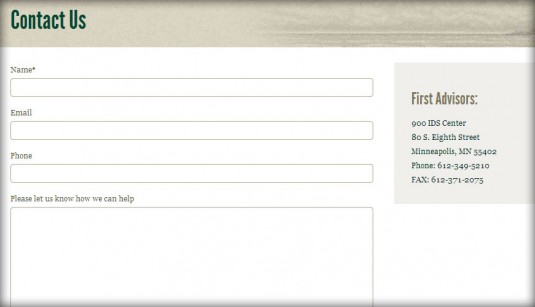 Contact Us
Name*
Email
Phone
Please let us know how we can help
First Advisors:
900 IDS Center
80 S. Eighth Street
Minneapolis, MN 55402
Phone: 612-349-5210
FAX: 612-371-2075